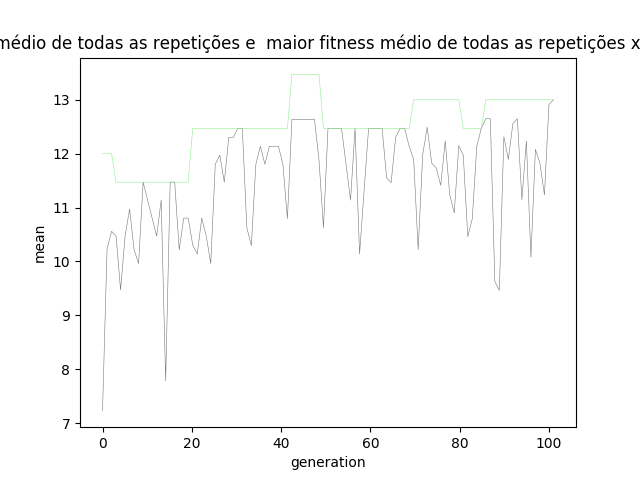 médio de todas as repetições e  maior fitness médio de todas as repetições x
13
12
11
10
9
8
7
mean
0 20 40 60 80 100
generation